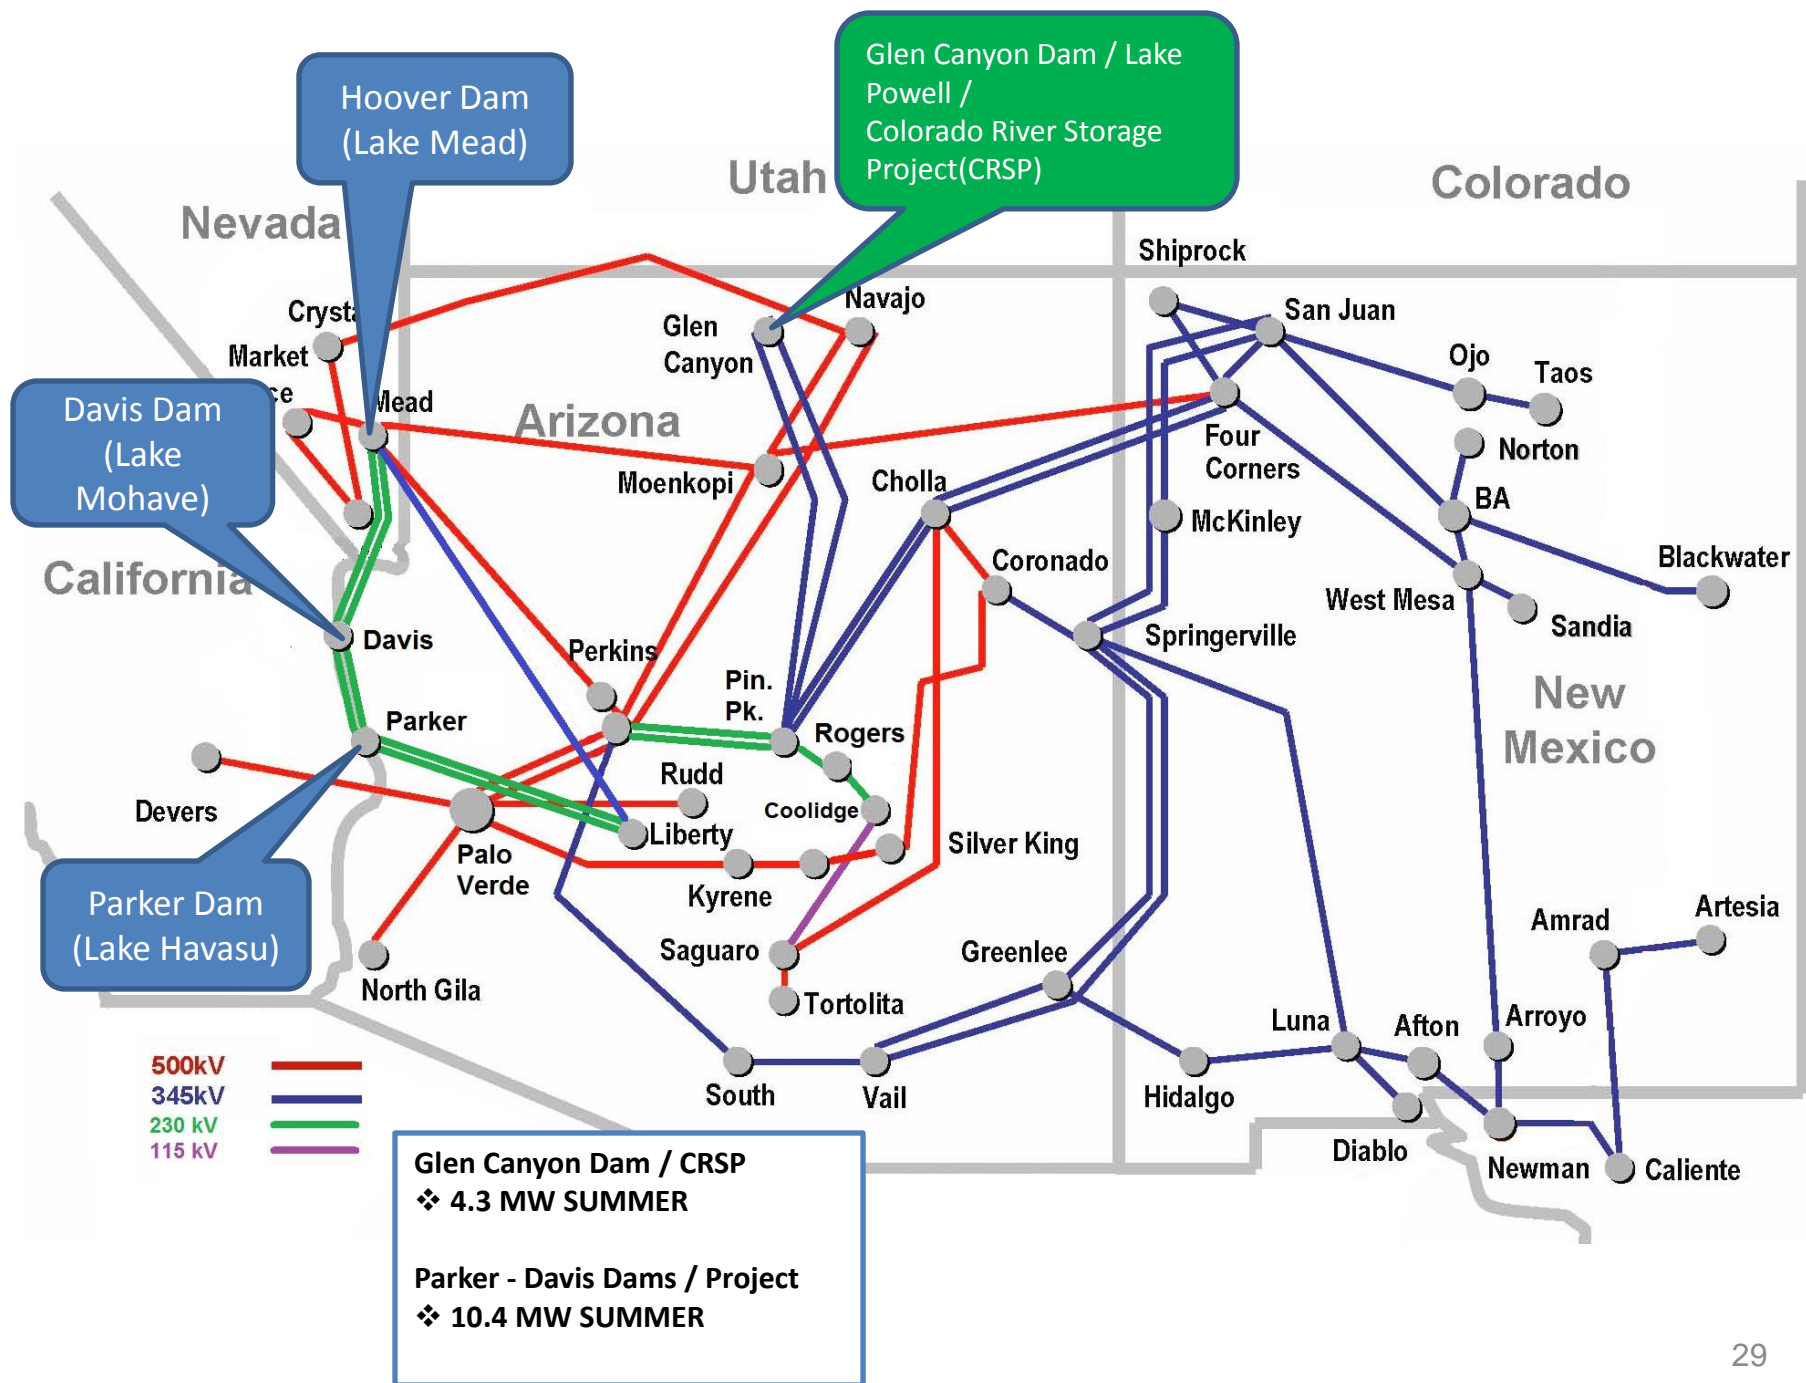 Hoover Dam
(Lake Mead)
Glen Canyon Dam / Lake
Powell /
Colorado River Storage
Project(CRSP)
Utah
Colorado
Nevada
Shiprock
Navajo
Glen
Canyon
San Juan
Crysta
Market
ce
Mead
Ojo
Taos
Davis Dam
(Lake
Mohave)
Arizona
Moenkopi
Cholla
Four
Corners
Norton
BA
McKinley
Coronado
Blackwater
California
West Mesa
Sandia
Davis
Perkins
Springerville
Pin.
Pk.
New
Mexico
Parker
Rogers
Rudd
Devers
Coolidge
Liberty
Silver King
Palo
Verde
Kyrene
Parker Dam
(Lake Havasu)
Saguaro
Greenlee
Amrad
Artesia
North Gila
Tortolita
Luna
Afton
Arroyo
500kV
345kV
230 kV
115 kV
South
Vail
Hidalgo
Diablo
Newman
Caliente
Glen Canyon Dam / CRSP
❖ 4.3 MW SUMMER
Parker - Davis Dams / Project
❖ 10.4 MW SUMMER
29